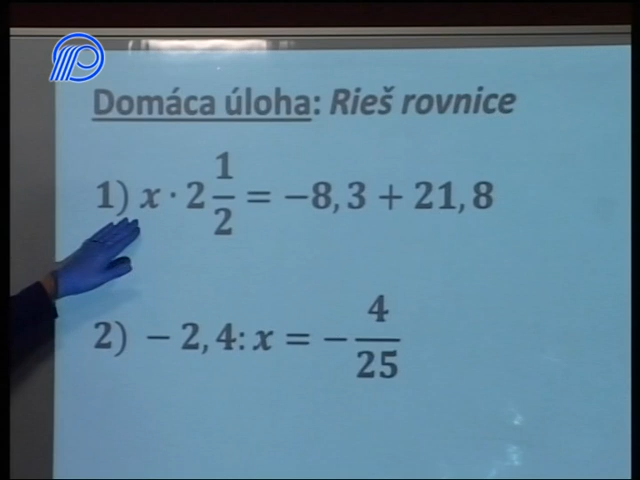 Domáca úloha: Rieš rovnice
1) x · 2 1/2 = −8,3 + 21,8
2) − 2,4: x = − 4/25